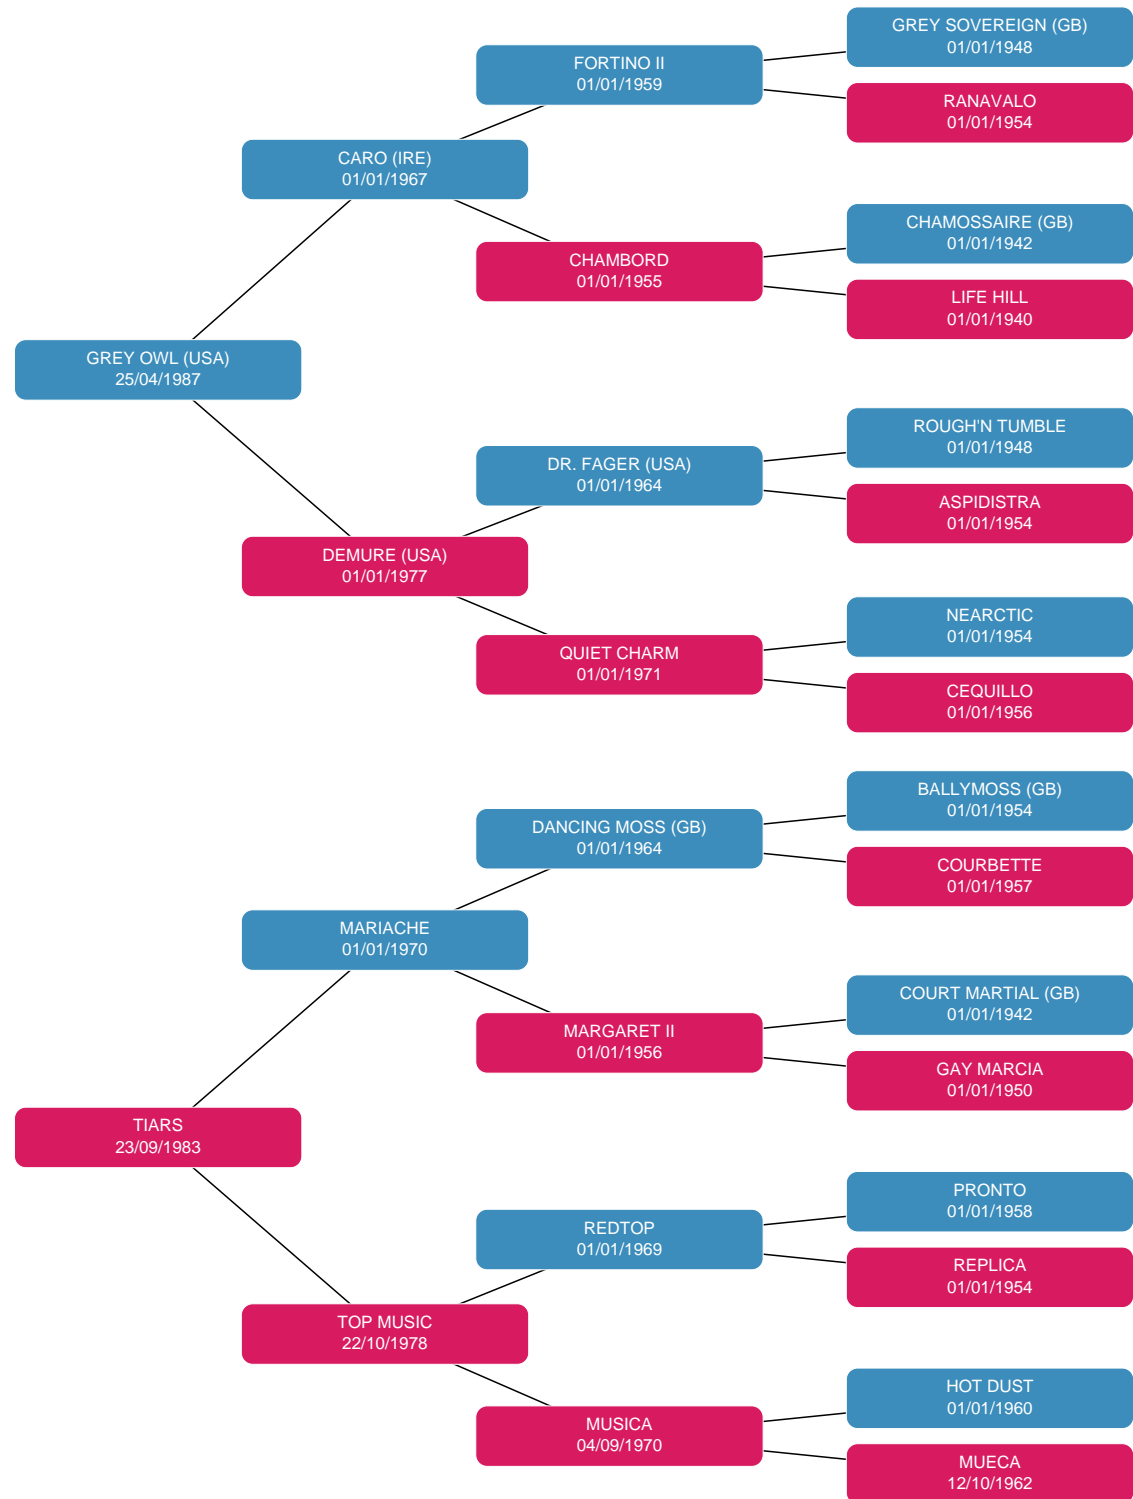 GREY SOVEREIGN (GB)
01/01/1948
FORTINO II
01/01/1959
RANAVALO
01/01/1954
CARO (IRE)
01/01/1967
CHAMOSSAIRE (GB)
01/01/1942
CHAMBORD
01/01/1955
LIFE HILL
01/01/1940
GREY OWL (USA)
25/04/1987
ROUGH'N TUMBLE
01/01/1948
DR. FAGER (USA)
01/01/1964
ASPIDISTRA
01/01/1954
DEMURE (USA)
01/01/1977
NEARCTIC
01/01/1954
QUIET CHARM
01/01/1971
CEQUILLO
01/01/1956
BALLYMOSS (GB)
01/01/1954
DANCING MOSS (GB)
01/01/1964
COURBETTE
01/01/1957
MARIACHE
01/01/1970
COURT MARTIAL (GB)
01/01/1942
MARGARET II
01/01/1956
GAY MARCIA
01/01/1950
TIARS
23/09/1983
PRONTO
01/01/1958
REDTOP
01/01/1969
REPLICA
01/01/1954
TOP MUSIC
22/10/1978
HOT DUST
01/01/1960
MUSICA
04/09/1970
MUECA
12/10/1962